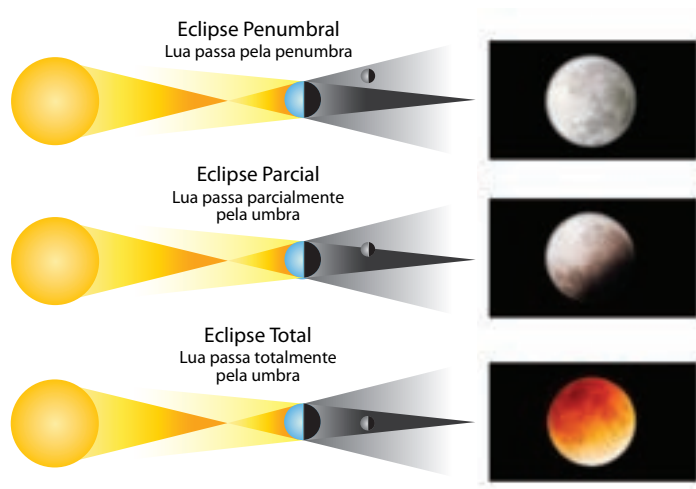 Eclipse Penumbral
Lua passa pela penumbra
Eclipse Parcial
Lua passa parcialmente
pela umbra
Eclipse Total
Lua passa totalmente
pela umbra